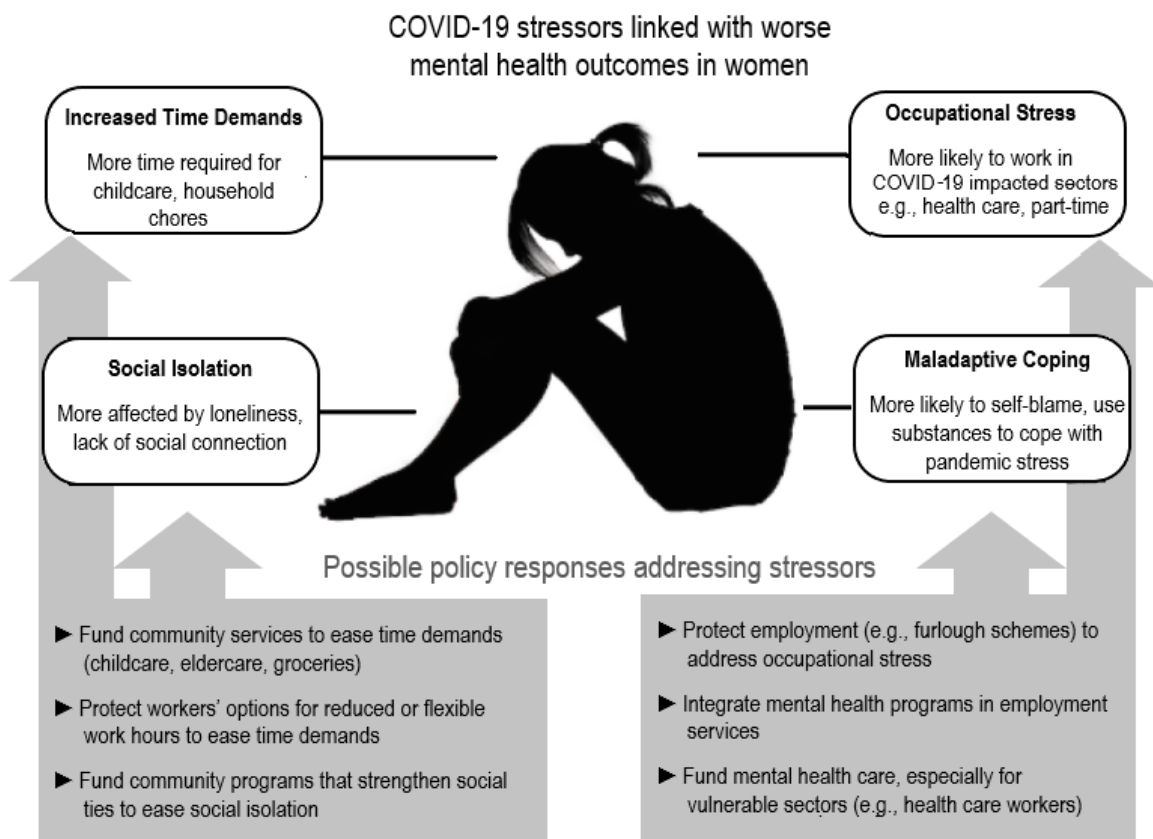 COVID-19 stressors linked with worse
mental health outcomes in women
Increased Time Demands
More time required for
childcare, household
chores
Occupational Stress
More likely to work in
COVID-19 impacted sectors
e.g., health care, part-time
Social Isolation
More affected by loneliness,
lack of social connection
Maladaptive Coping
More likely to self-blame, use
substances to cope with
pandemic stress
Possible policy responses addressing stressors
► Fund community services to ease time demands
(childcare, eldercare, groceries)
► Protect workers’ options for reduced or flexible
work hours to ease time demands
► Fund community programs that strengthen social
ties to ease social isolation
► Protect employment (e.g., furlough schemes) to
address occupational stress
► Integrate mental health programs in employment
services
► Fund mental health care, especially for
vulnerable sectors (e.g., health care workers)